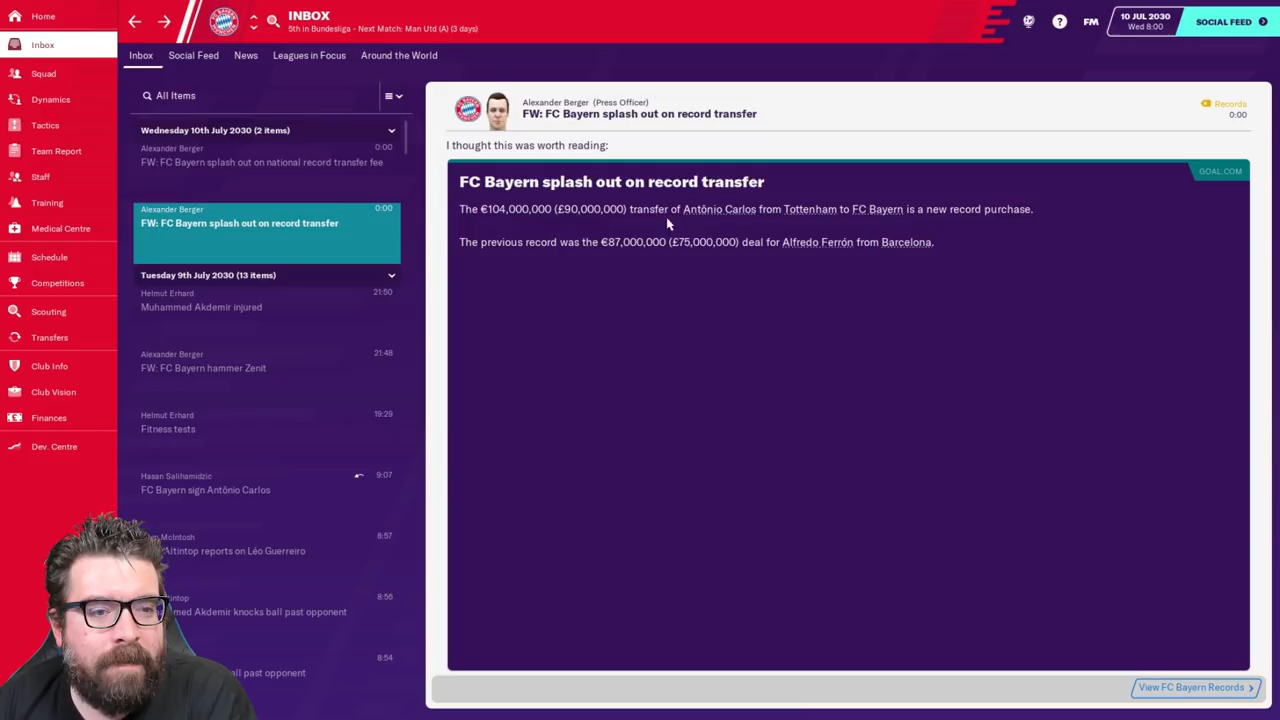 Home
Inbox
Squad
Dynamics
Tactics
Team Report
Staff
Training
Medical Centre
Schedule
Competitions
Scouting
Transfers
Club Info
Club Vision
Finances
Dev. Centre
INBOX
5th in Bundesliga - Next Match: Man Utd (A) (3 days)
FM
10 JUL 2030
Wed 8:00
SOCIAL FEED
Inbox
Social Feed
News
Leagues in Focus
Around the World
All Items
Wednesday 10th July 2030 (2 items)
Alexander Berger 0:00
FW: FC Bayern splash out on national record transfer fee
Alexander Berger 0:00
FW: FC Bayern splash out on record transfer
Tuesday 9th July 2030 (13 items)
Helmut Erhard 21:50
Muhammed Akdemir injured
Alexander Berger 21:48
FW: FC Bayern hammer Zenit
Helmut Erhard 19:29
Fitness tests
Hasan Salihamidzic 9:07
FC Bayern sign Antônio Carlos
McIntosh 8:57
reports on Léo Guerreiro
8:56
Akdemir knocks ball past opponent
8:54
past opponent
Alexander Berger (Press Officer)
FW: FC Bayern splash out on record transfer
Records
0:00
I thought this was worth reading:
GOAL.COM
FC Bayern splash out on record transfer
The €104,000,000 (£90,000,000) transfer of Antônio Carlos from Tottenham to FC Bayern is a new record purchase.
The previous record was the €87,000,000 (£75,000,000) deal for Alfredo Ferrón from Barcelona.
View FC Bayern Records